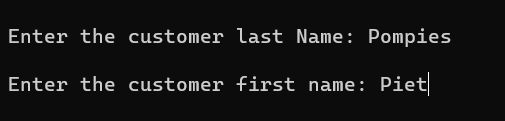 Enter the customer last Name: Pompies
Enter the customer first name: Piet